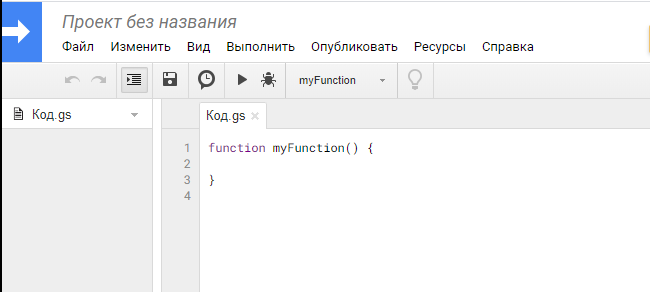 Проект без названия
Файл Изменить Вид Выполнить Опубликовать Ресурсы Справка
myFunction
Код.gs
Код.gs
1 function myFunction() {
2
3 }
4